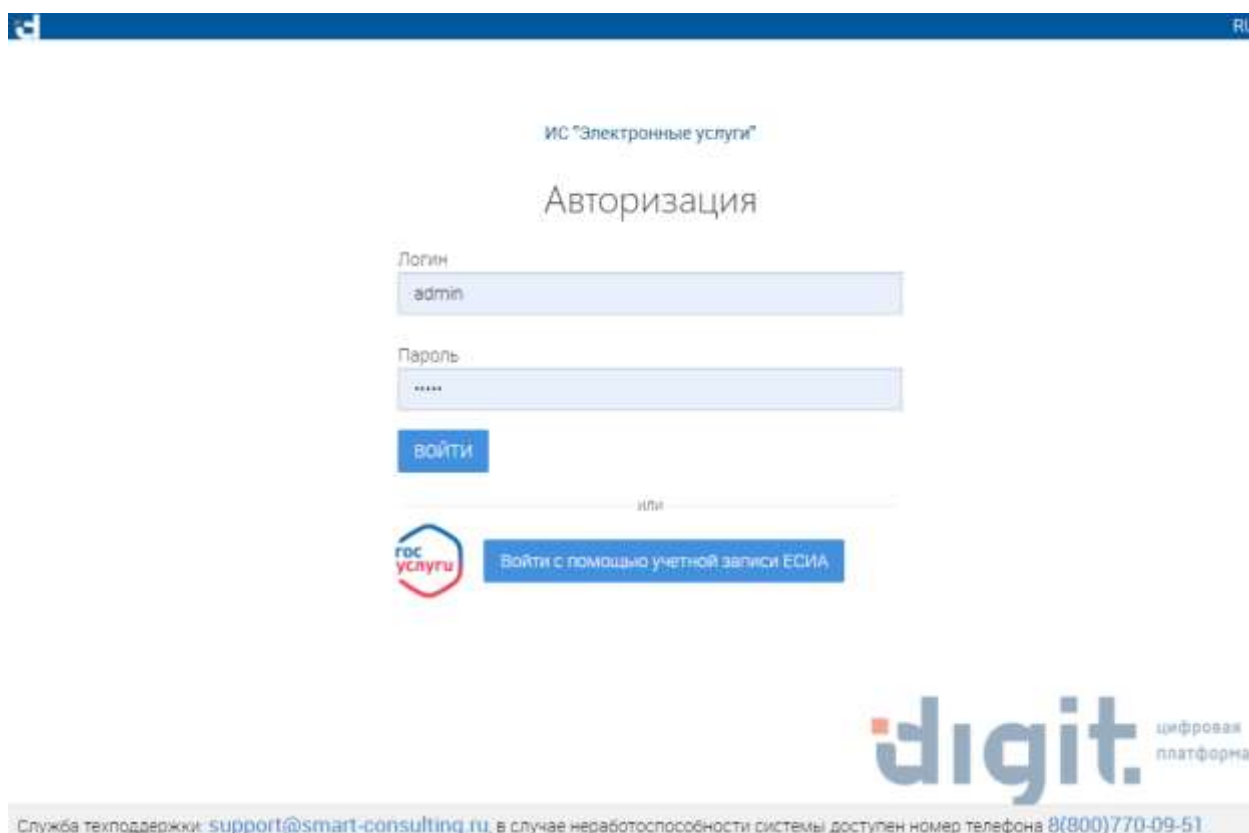 RU
ИС "Электронные услуги"
Авторизация
Логин
admin
Пароль
•••••
ВОЙТИ
или
гос
услуги
Войти с помощью учетной записи ЕСИА
digit.
цифровая
платформа
Служба техподдержки: support@smart-consulting.ru, в случае неработоспособности системы доступен номер телефона 8(800)770-09-51